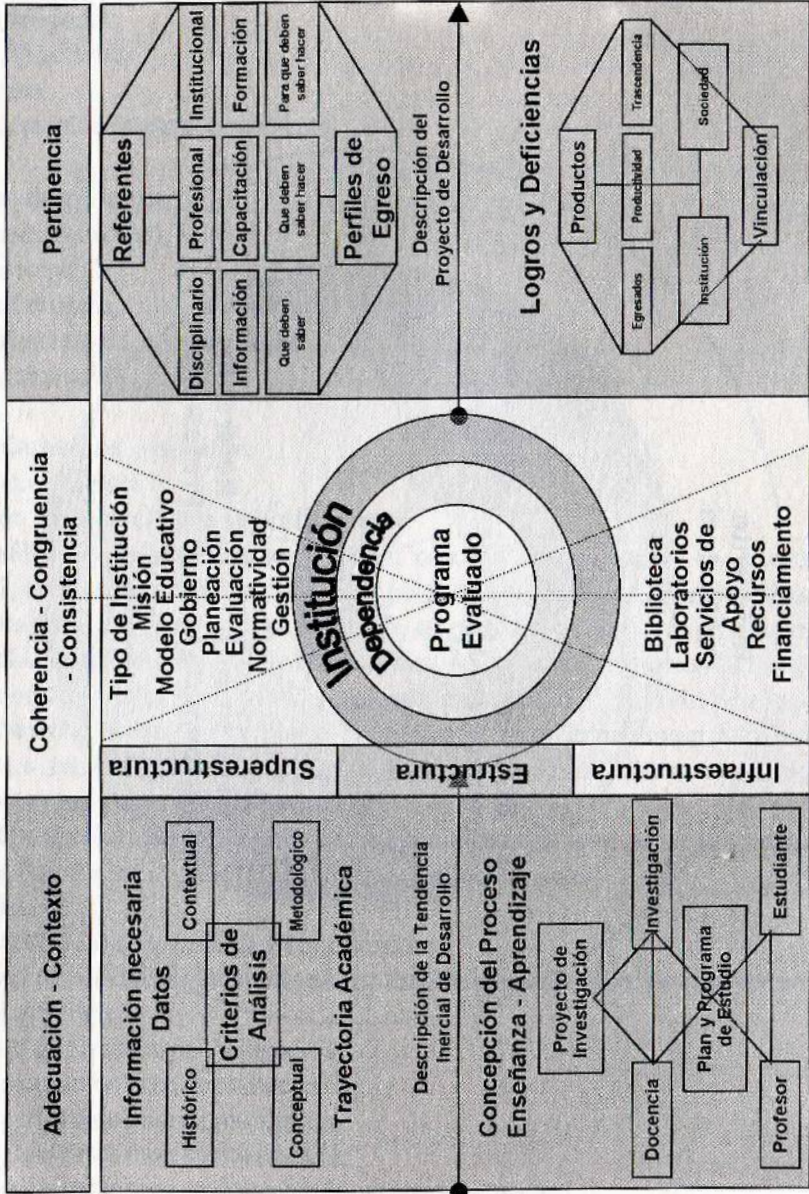 Adecuación - Contexto
Coherencia - Congruencia
- Consistencia
Pertinencia
Información necesaria
Datos
Histórico
Contextual
Criterios de
Análisis
Conceptual
Metodológico
Trayectoria Académica
Descripción de la Tendencia
Inercial de Desarrollo
Concepción del Proceso
Enseñanza - Aprendizaje
Proyecto de
Investigación
Docencia
Investigación
Plan y Programa
de Estudio
Profesor
Estudiante
Superestructura
Estructura
Infraestructura
Tipo de Institución
Misión
Modelo Educativo
Gobierno
Planeación
Evaluación
Normatividad
Gestión
Institución
Dependencia
Programa
Evaluado
Biblioteca
Laboratorios
Servicios de
Apoyo
Recursos
Financiamiento
Referentes
Disciplinario
Profesional
Institucional
Información
Capacitación
Formación
Que deben
saber
Que deben
saber hacer
Para que deben
saber hacer
Perfiles de
Egreso
Descripción del
Proyecto de Desarrollo
Logros y Deficiencias
Productos
Egresados
Productividad
Trascendencia
Institución
Sociedad
Vinculación